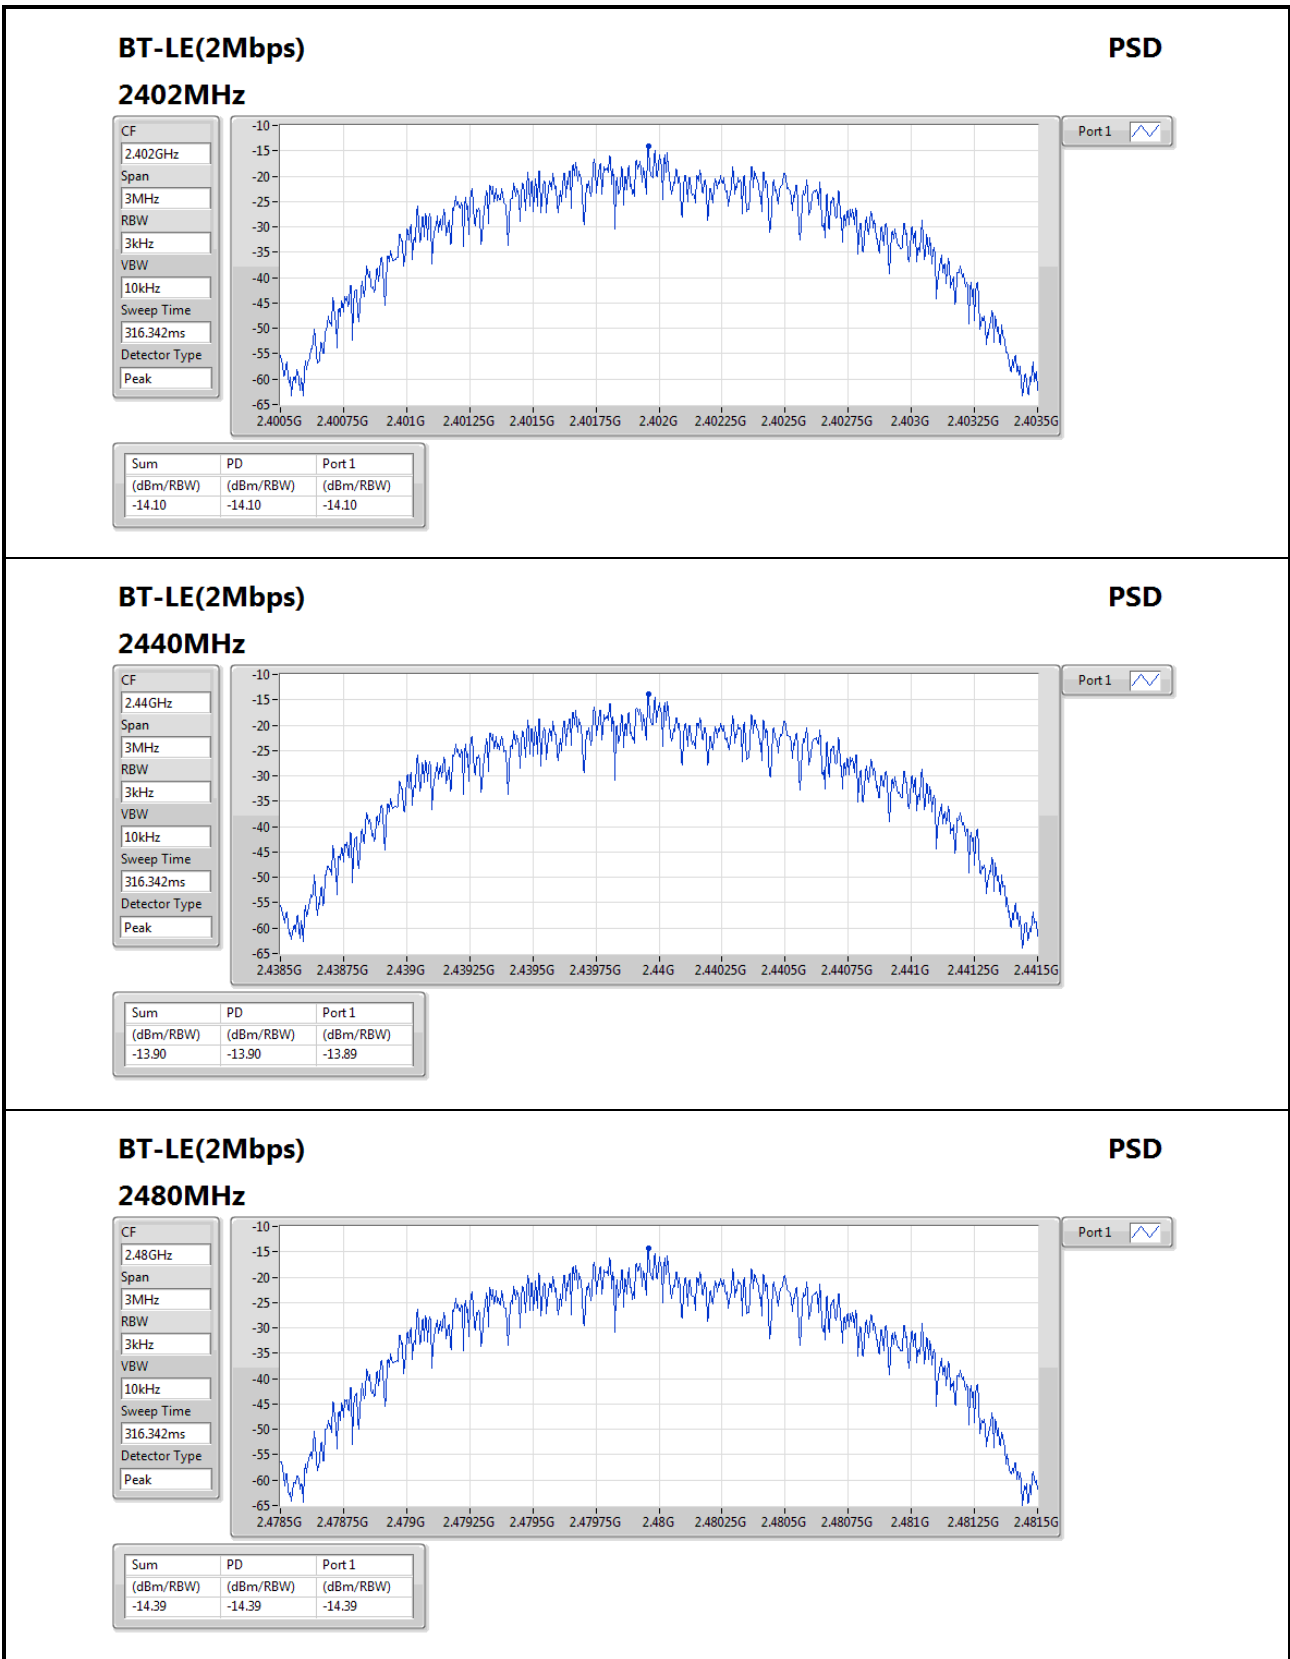 BT-LE(2Mbps) PSD
2402MHz
CF
2.402GHz
Span
3MHz
RBW
3kHz
VBW
10kHz
Sweep Time
316.342ms
Detector Type
Peak
-10
-15
-20
-25
-30
-35
-40
-45
-50
-55
-60
-65
2.4005G 2.40075G 2.401G 2.40125G 2.4015G 2.40175G 2.402G 2.40225G 2.4025G 2.40275G 2.403G 2.40325G 2.4035G
Port 1
Sum PD Port 1
(dBm/RBW) (dBm/RBW) (dBm/RBW)
-14.10 -14.10 -14.10
BT-LE(2Mbps) PSD
2440MHz
CF
2.44GHz
Span
3MHz
RBW
3kHz
VBW
10kHz
Sweep Time
316.342ms
Detector Type
Peak
-10
-15
-20
-25
-30
-35
-40
-45
-50
-55
-60
-65
2.4385G 2.43875G 2.439G 2.43925G 2.4395G 2.43975G 2.44G 2.44025G 2.4405G 2.44075G 2.441G 2.44125G 2.4415G
Port 1
Sum PD Port 1
(dBm/RBW) (dBm/RBW) (dBm/RBW)
-13.90 -13.90 -13.89
BT-LE(2Mbps) PSD
2480MHz
CF
2.48GHz
Span
3MHz
RBW
3kHz
VBW
10kHz
Sweep Time
316.342ms
Detector Type
Peak
-10
-15
-20
-25
-30
-35
-40
-45
-50
-55
-60
-65
2.4785G 2.47875G 2.479G 2.47925G 2.4795G 2.47975G 2.48G 2.48025G 2.4805G 2.48075G 2.481G 2.48125G 2.4815G
Port 1
Sum PD Port 1
(dBm/RBW) (dBm/RBW) (dBm/RBW)
-14.39 -14.39 -14.39